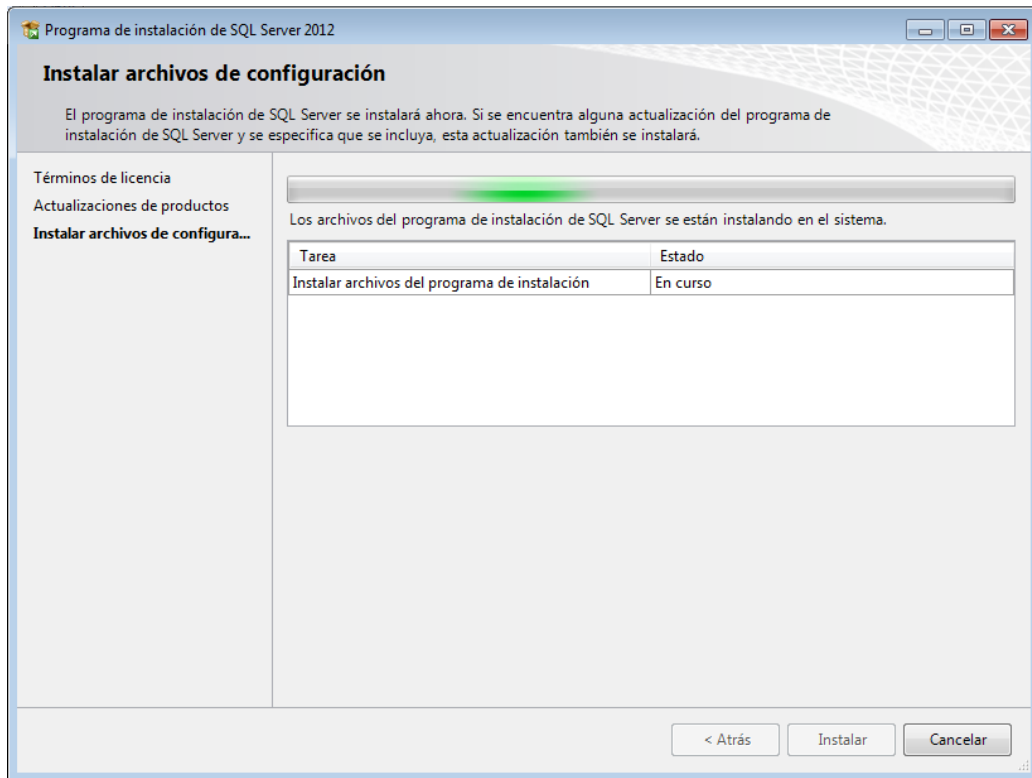 Programa de instalación de SQL Server 2012
Instalar archivos de configuración
El programa de instalación de SQL Server se instalará ahora. Si se encuentra alguna actualización del programa de
instalación de SQL Server y se especifica que se incluya, esta actualización también se instalará.
Términos de licencia
Actualizaciones de productos
Instalar archivos de configura...
Los archivos del programa de instalación de SQL Server se están instalando en el sistema.
Tarea Estado
Instalar archivos del programa de instalación En curso
< Atrás Instalar Cancelar